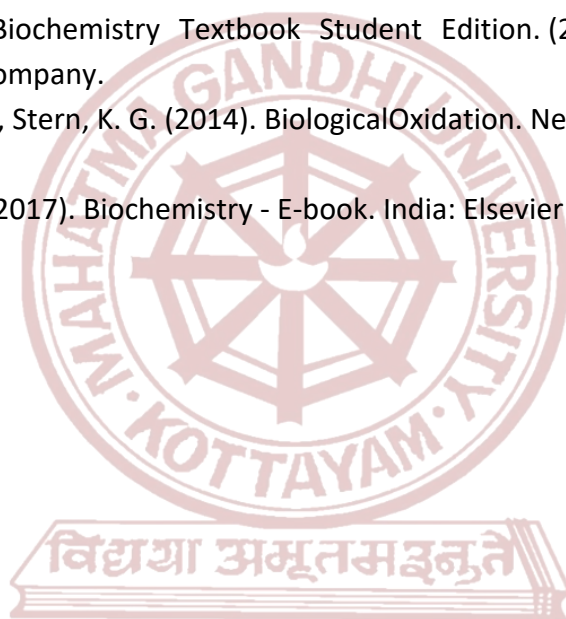 Biochemistry Textbook Student Edition. (2
ompany.
, Stern, K. G. (2014). BiologicalOxidation. Ne
2017). Biochemistry - E-book. India: Elsevier
MAHATMA GANDHI UNIVERSITY
KOTTAYAM
विद्यया अमृतमश्नुते